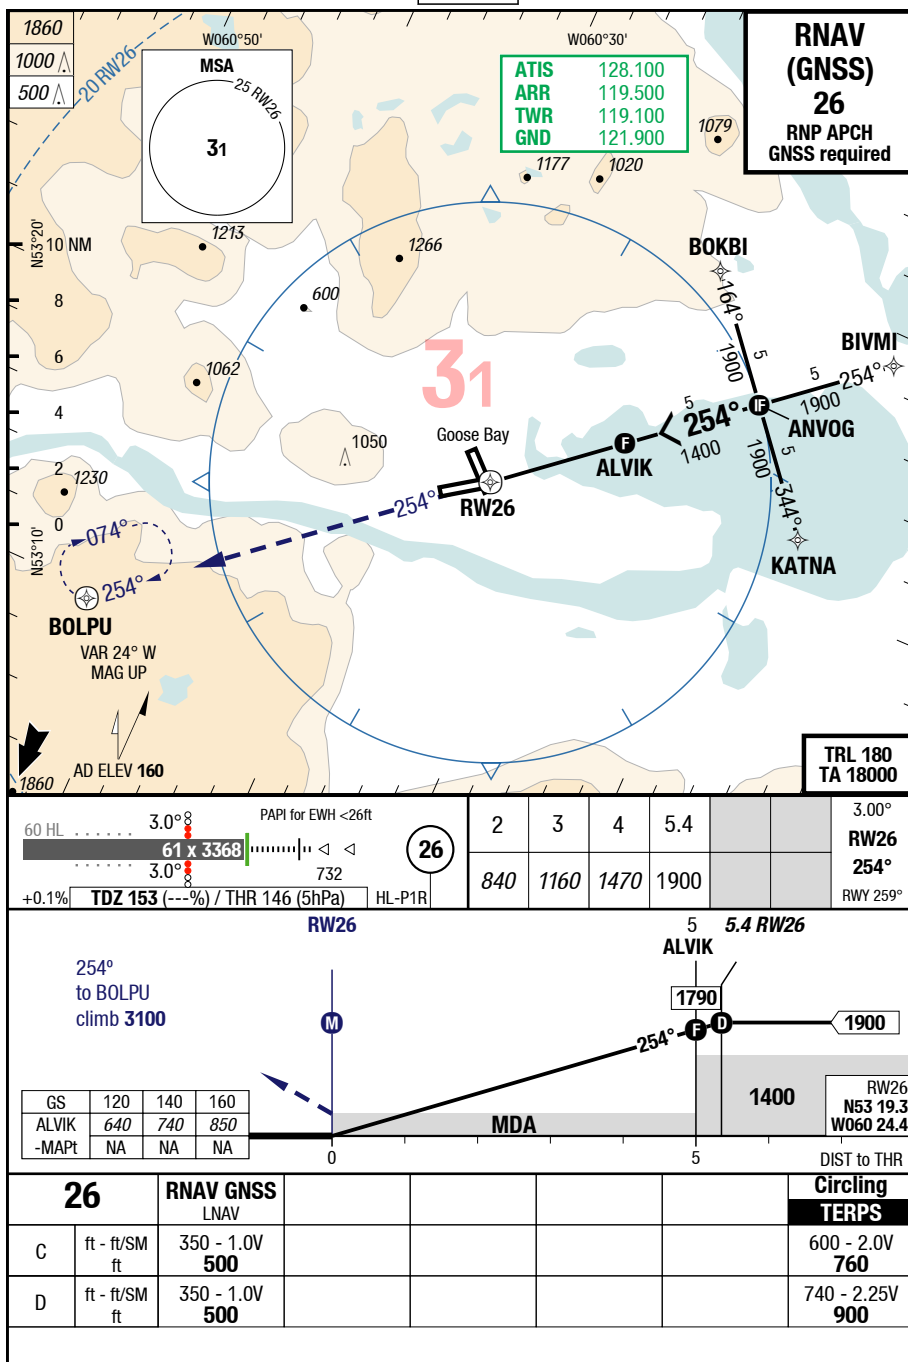 1860
1000
500
20 RW26
W060°50'
MSA
25 RW26
31
W060°30'
ATIS 128.100
ARR 119.500
TWR 119.100
GND 121.900
RNAV
(GNSS)
26
RNP APCH
GNSS required
1079
1177
1020
N53°20'
10 NM
8
6
4
2
0
N53°10'
1213
1266
600
1062
1050
1230
31
BOKBI
164°
1900
5
BIVMI
254°
5
1900
IF
ANVOG
5
254°
1400
F
ALVIK
5
1900
344°
KATNA
Goose Bay
RW26
254°
074°
254°
BOLPU
VAR 24° W
MAG UP
AD ELEV 160
1860
TRL 180
TA 18000
60 HL
3.0°
PAPI for EWH <26ft
61 x 3368
3.0°
732
+0.1%
TDZ 153 (---%) / THR 146 (5hPa)
HL-P1R
26
2 3 4 5.4
840 1160 1470 1900
3.00°
RW26
254°
RWY 259°
RW26
5
ALVIK
5.4 RW26
254º
to BOLPU
climb 3100
M
1790
F
D
1900
254°
1400
MDA
RW26
N53 19.3
W060 24.4
GS 120 140 160
ALVIK 640 740 850
-MAPt NA NA NA
0
5
DIST to THR
26
RNAV GNSS
LNAV
Circling
TERPS
C
ft - ft/SM
ft
350 - 1.0V
500
600 - 2.0V
760
D
ft - ft/SM
ft
350 - 1.0V
500
740 - 2.25V
900